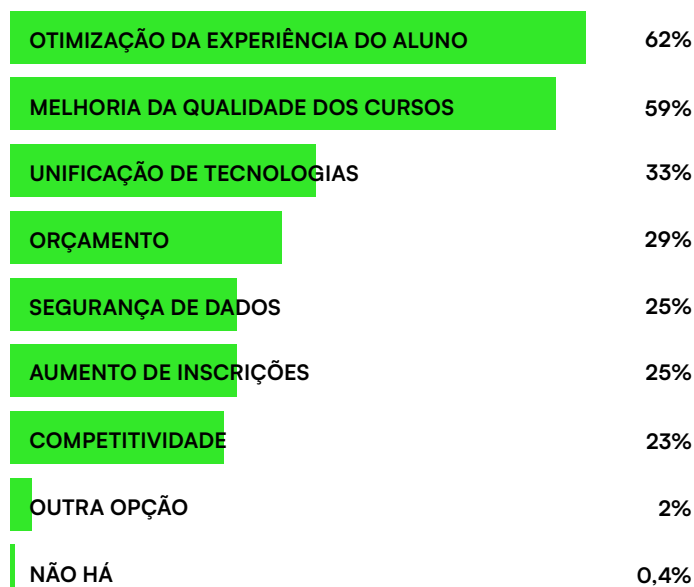 OTIMIZAÇÃO DA EXPERIÊNCIA DO ALUNO 62%
MELHORIA DA QUALIDADE DOS CURSOS 59%
UNIFICAÇÃO DE TECNOLOGIAS 33%
ORÇAMENTO 29%
SEGURANÇA DE DADOS 25%
AUMENTO DE INSCRIÇÕES 25%
COMPETITIVIDADE 23%
OUTRA OPÇÃO 2%
NÃO HÁ 0,4%